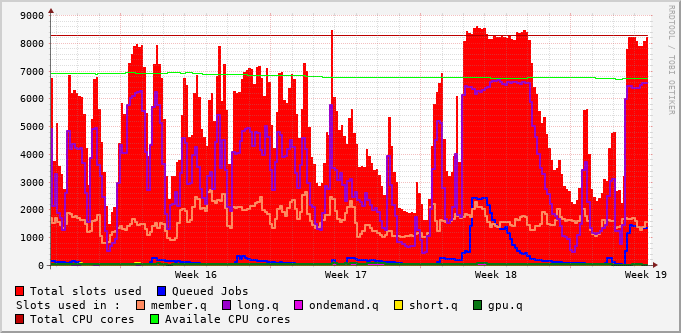 9000
8000
7000
6000
5000
4000
3000
2000
1000
0
Week 16 Week 17 Week 18 Week 19
RRDTOOL / TOBI OETIKER
Total slots used Queued Jobs
Slots used in : member.q long.q ondemand.q short.q gpu.q
Total CPU cores Availale CPU cores